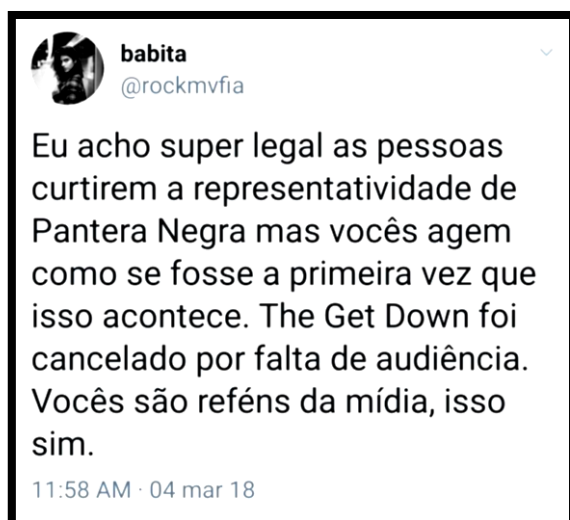 babita
@rockmvfia
Eu acho super legal as pessoas
curtirem a representatividade de
Pantera Negra mas vocês agem
como se fosse a primeira vez que
isso acontece. The Get Down foi
cancelado por falta de audiência.
Vocês são reféns da mídia, isso
sim.
11:58 AM · 04 mar 18